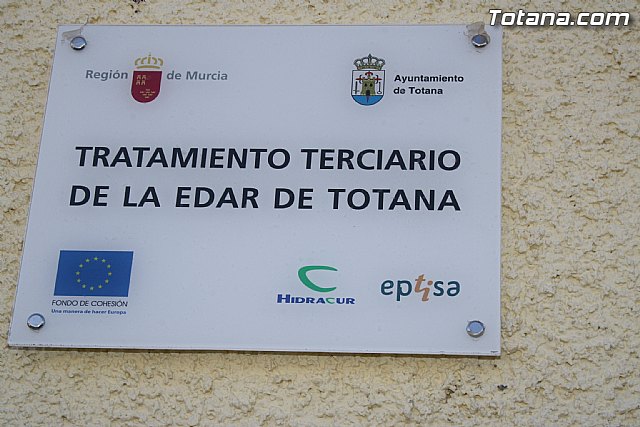 Totana.com
Región de Murcia
Ayuntamiento
de Totana
TRATAMIENTO TERCIARIO
DE LA EDAR DE TOTANA
FONDO DE COHESIÓN
Una manera de hacer Europa
HIDRACUR
eptisa